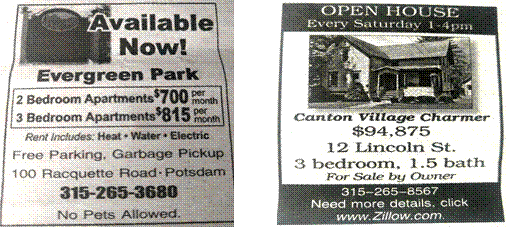 Available
Now!
Evergreen Park
2 Bedroom Apartments $700 per month
3 Bedroom Apartments $815 per month
Rent Includes: Heat • Water • Electric
Free Parking, Garbage Pickup
100 Racquette Road · Potsdam
315-265-3680
No Pets Allowed.
OPEN HOUSE
Every Saturday 1-4pm
Canton Village Charmer
$94,875
12 Lincoln St.
3 bedroom, 1.5 bath
For Sale by Owner
315-265-8567
Need more details, click
www.Zillow.com.